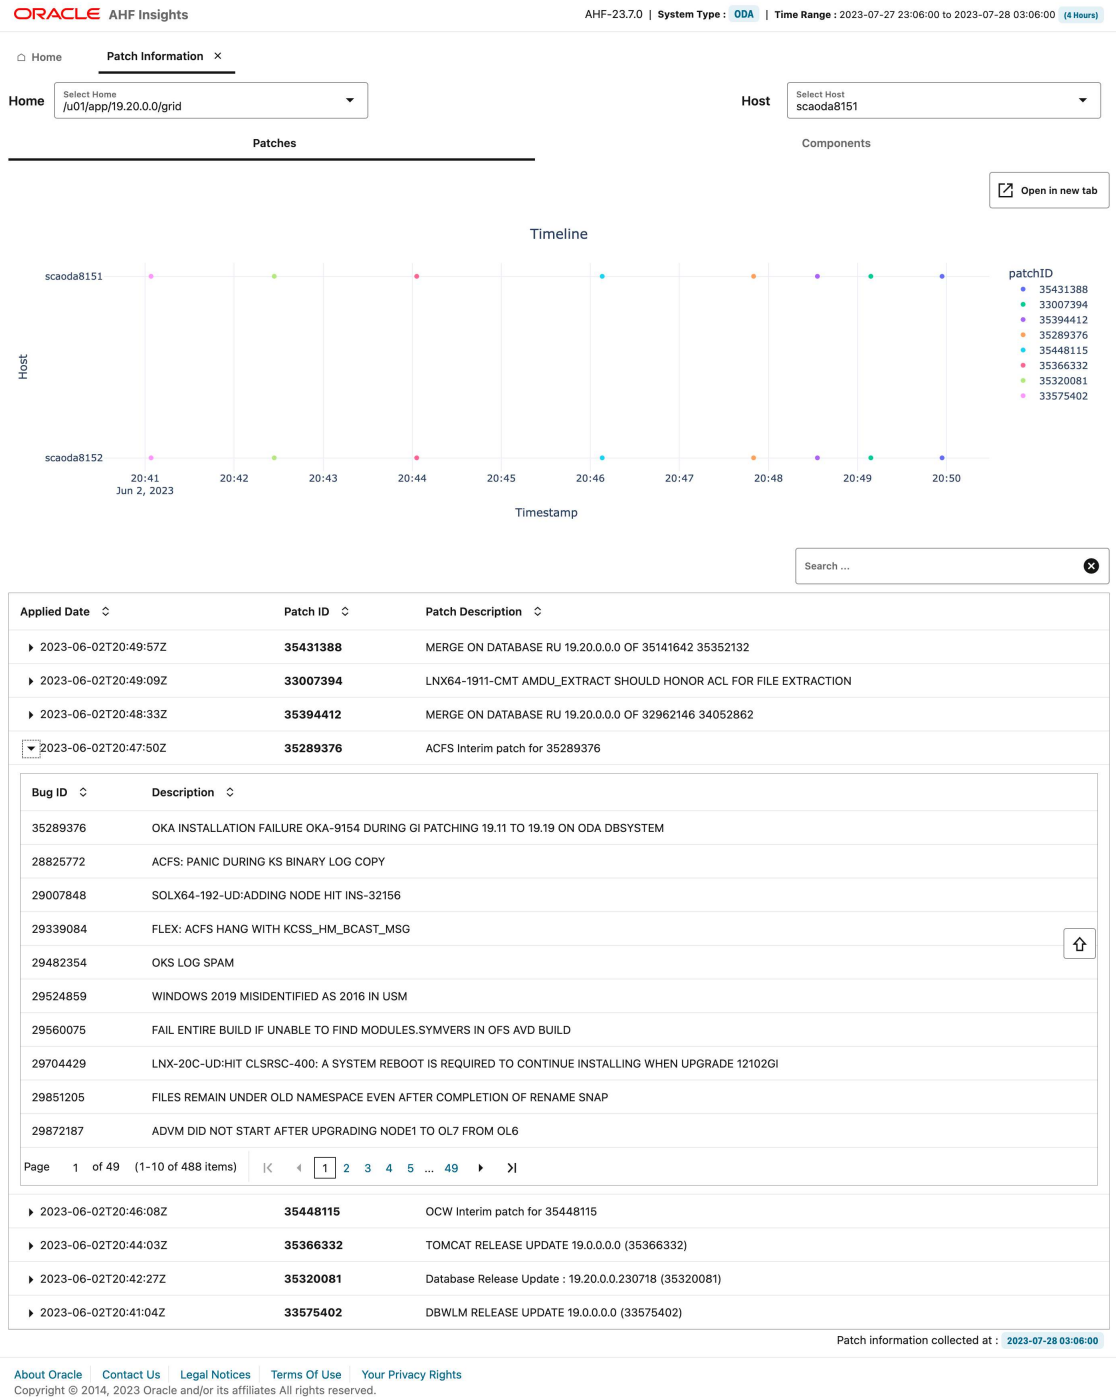 ORACLE AHF Insights
AHF-23.7.0 | System Type : ODA | Time Range : 2023-07-27 23:06:00 to 2023-07-28 03:06:00 (4 Hours)
Home Patch Information ×
Home Select Home /u01/app/19.20.0.0/grid
Host Select Host scaoda8151
Patches Components
Open in new tab
Timeline
scaoda8151
scaoda8152
Host
20:41 20:42 20:43 20:44 20:45 20:46 20:47 20:48 20:49 20:50
Jun 2, 2023
Timestamp
patchID
35431388
33007394
35394412
35289376
35448115
35366332
35320081
33575402
Search ...
Applied Date Patch ID Patch Description
2023-06-02T20:49:57Z 35431388 MERGE ON DATABASE RU 19.20.0.0.0 OF 35141642 35352132
2023-06-02T20:49:09Z 33007394 LNX64-1911-CMT AMDU_EXTRACT SHOULD HONOR ACL FOR FILE EXTRACTION
2023-06-02T20:48:33Z 35394412 MERGE ON DATABASE RU 19.20.0.0.0 OF 32962146 34052862
2023-06-02T20:47:50Z 35289376 ACFS Interim patch for 35289376
Bug ID Description
35289376 OKA INSTALLATION FAILURE OKA-9154 DURING GI PATCHING 19.11 TO 19.19 ON ODA DBSYSTEM
28825772 ACFS: PANIC DURING KS BINARY LOG COPY
29007848 SOLX64-192-UD:ADDING NODE HIT INS-32156
29339084 FLEX: ACFS HANG WITH KCSS_HM_BCAST_MSG
29482354 OKS LOG SPAM
29524859 WINDOWS 2019 MISIDENTIFIED AS 2016 IN USM
29560075 FAIL ENTIRE BUILD IF UNABLE TO FIND MODULES.SYMVERS IN OFS AVD BUILD
29704429 LNX-20C-UD:HIT CLSRSC-400: A SYSTEM REBOOT IS REQUIRED TO CONTINUE INSTALLING WHEN UPGRADE 12102GI
29851205 FILES REMAIN UNDER OLD NAMESPACE EVEN AFTER COMPLETION OF RENAME SNAP
29872187 ADVM DID NOT START AFTER UPGRADING NODE1 TO OL7 FROM OL6
Page 1 of 49 (1-10 of 488 items) 1 2 3 4 5 ... 49
2023-06-02T20:46:08Z 35448115 OCW Interim patch for 35448115
2023-06-02T20:44:03Z 35366332 TOMCAT RELEASE UPDATE 19.0.0.0.0 (35366332)
2023-06-02T20:42:27Z 35320081 Database Release Update : 19.20.0.0.230718 (35320081)
2023-06-02T20:41:04Z 33575402 DBWLM RELEASE UPDATE 19.0.0.0.0 (33575402)
Patch information collected at : 2023-07-28 03:06:00
About Oracle Contact Us Legal Notices Terms Of Use Your Privacy Rights
Copyright © 2014, 2023 Oracle and/or its affiliates All rights reserved.